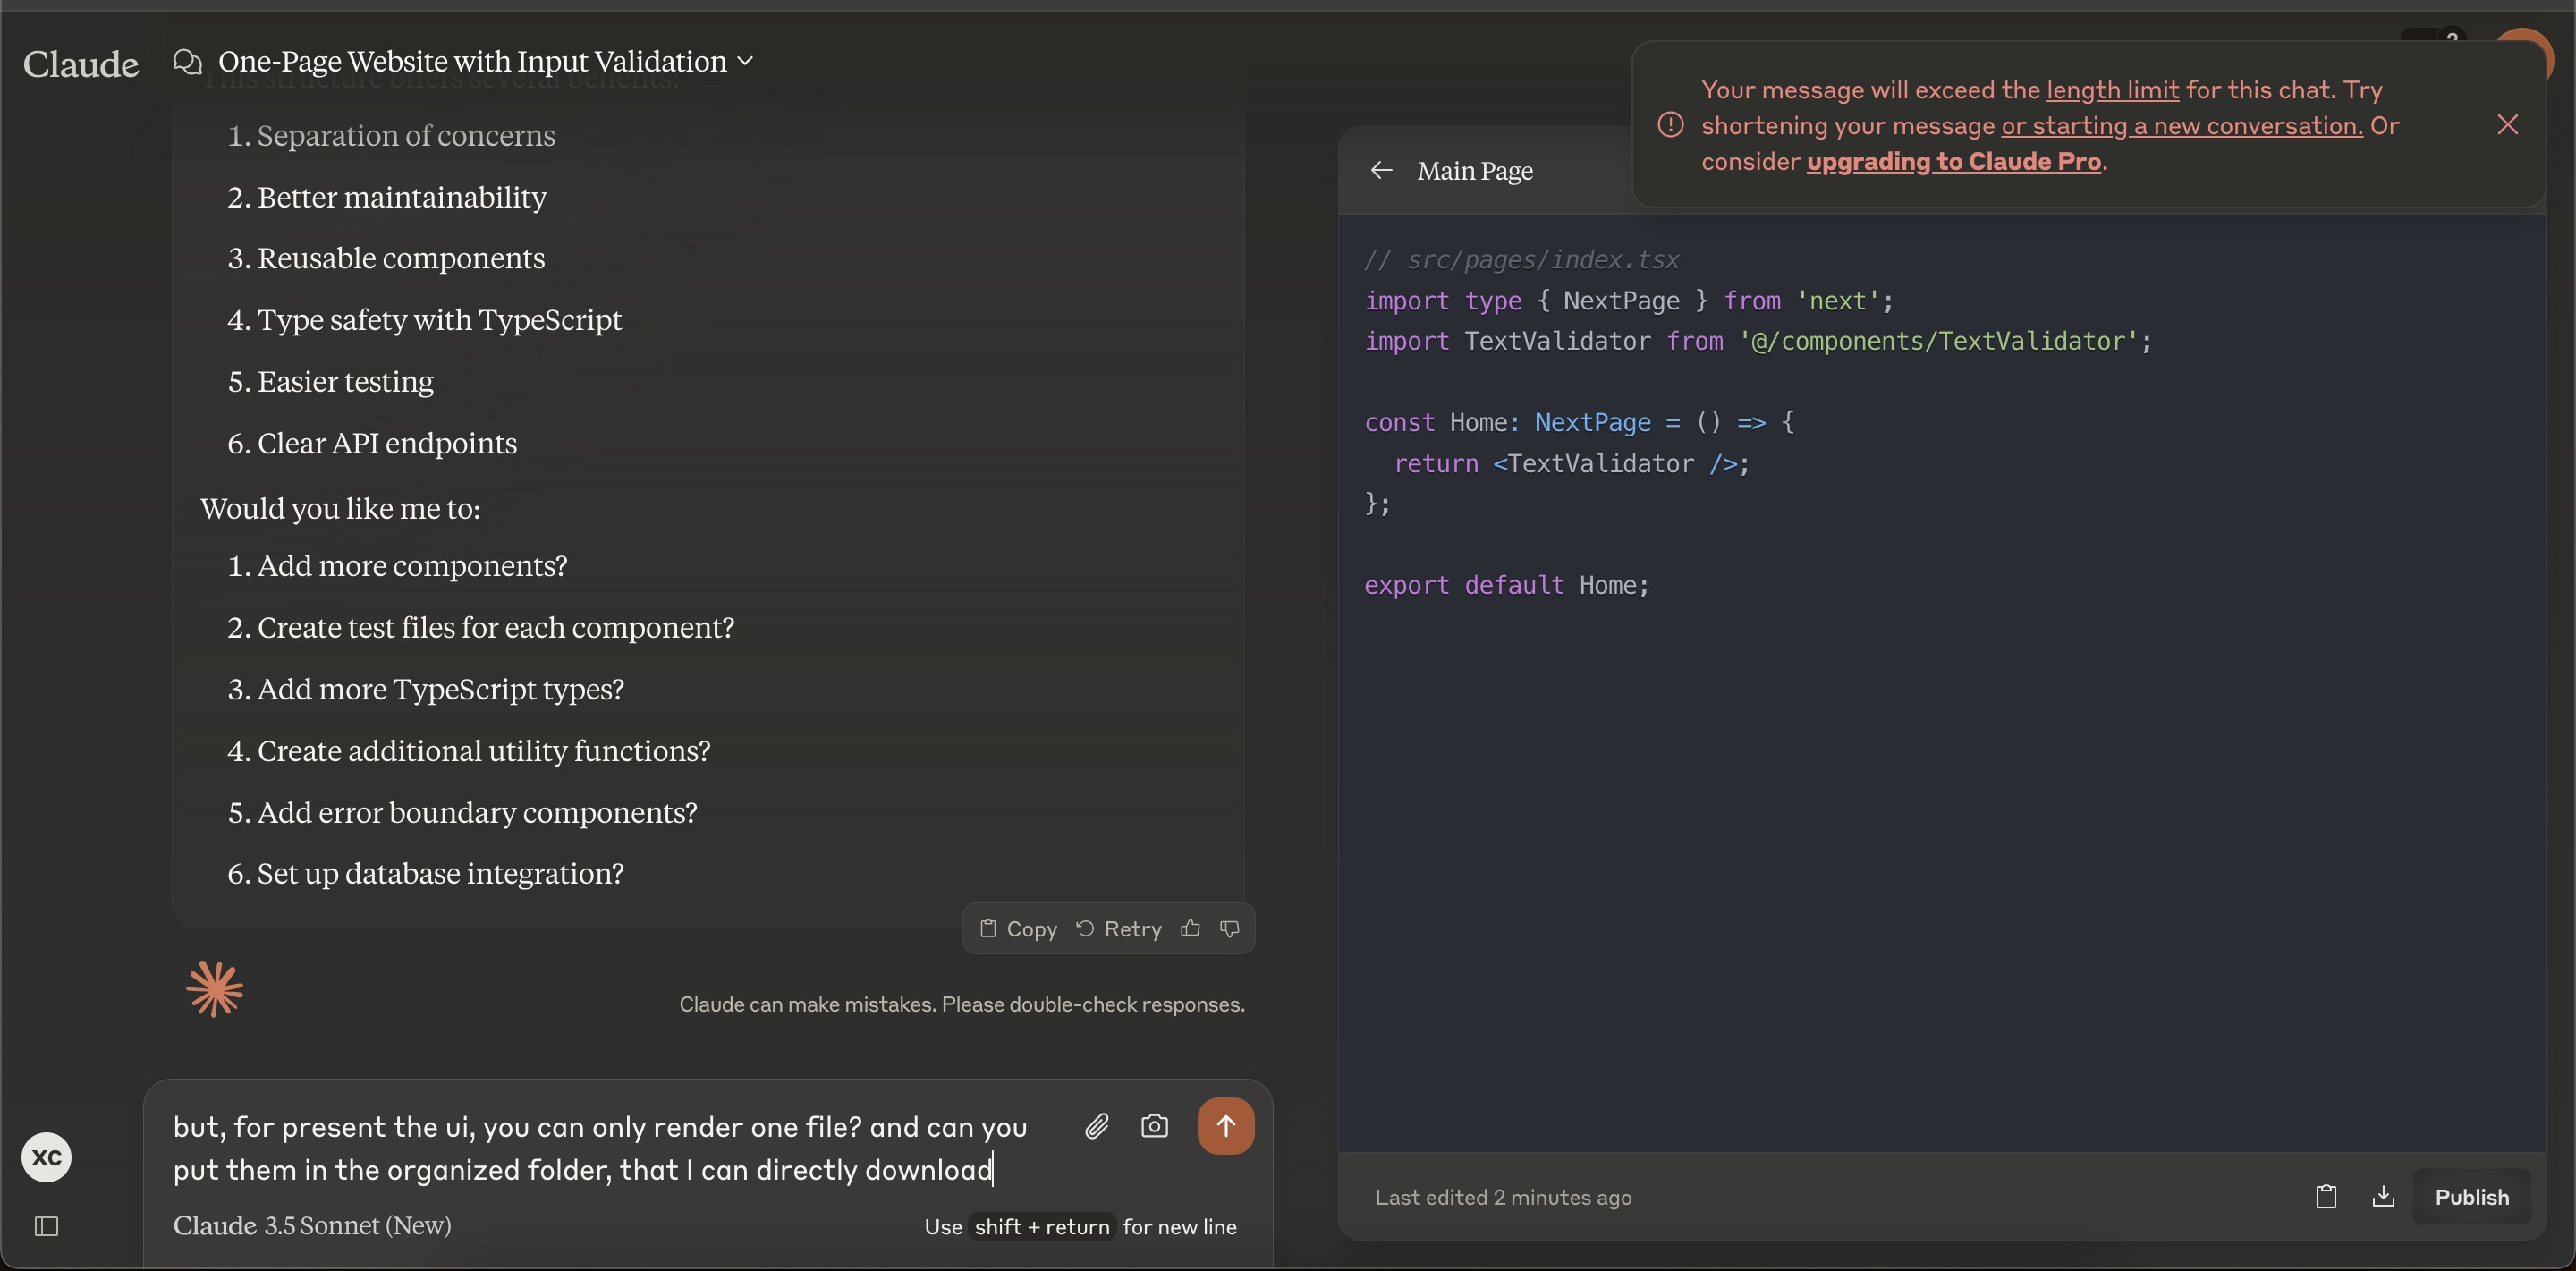 Claude
One-Page Website with Input Validation
This structure offers several benefits:
1. Separation of concerns
2. Better maintainability
3. Reusable components
4. Type safety with TypeScript
5. Easier testing
6. Clear API endpoints
Would you like me to:
1. Add more components?
2. Create test files for each component?
3. Add more TypeScript types?
4. Create additional utility functions?
5. Add error boundary components?
6. Set up database integration?
Copy Retry
Claude can make mistakes. Please double-check responses.
but, for present the ui, you can only render one file? and can you
put them in the organized folder, that I can directly download
Claude 3.5 Sonnet (New)
Use shift + return for new line
XC
Your message will exceed the length limit for this chat. Try
shortening your message or starting a new conversation. Or
consider upgrading to Claude Pro.
Main Page
// src/pages/index.tsx
import type { NextPage } from 'next';
import TextValidator from '@/components/TextValidator';
const Home: NextPage = () => {
return <TextValidator />;
};
export default Home;
Last edited 2 minutes ago
Publish